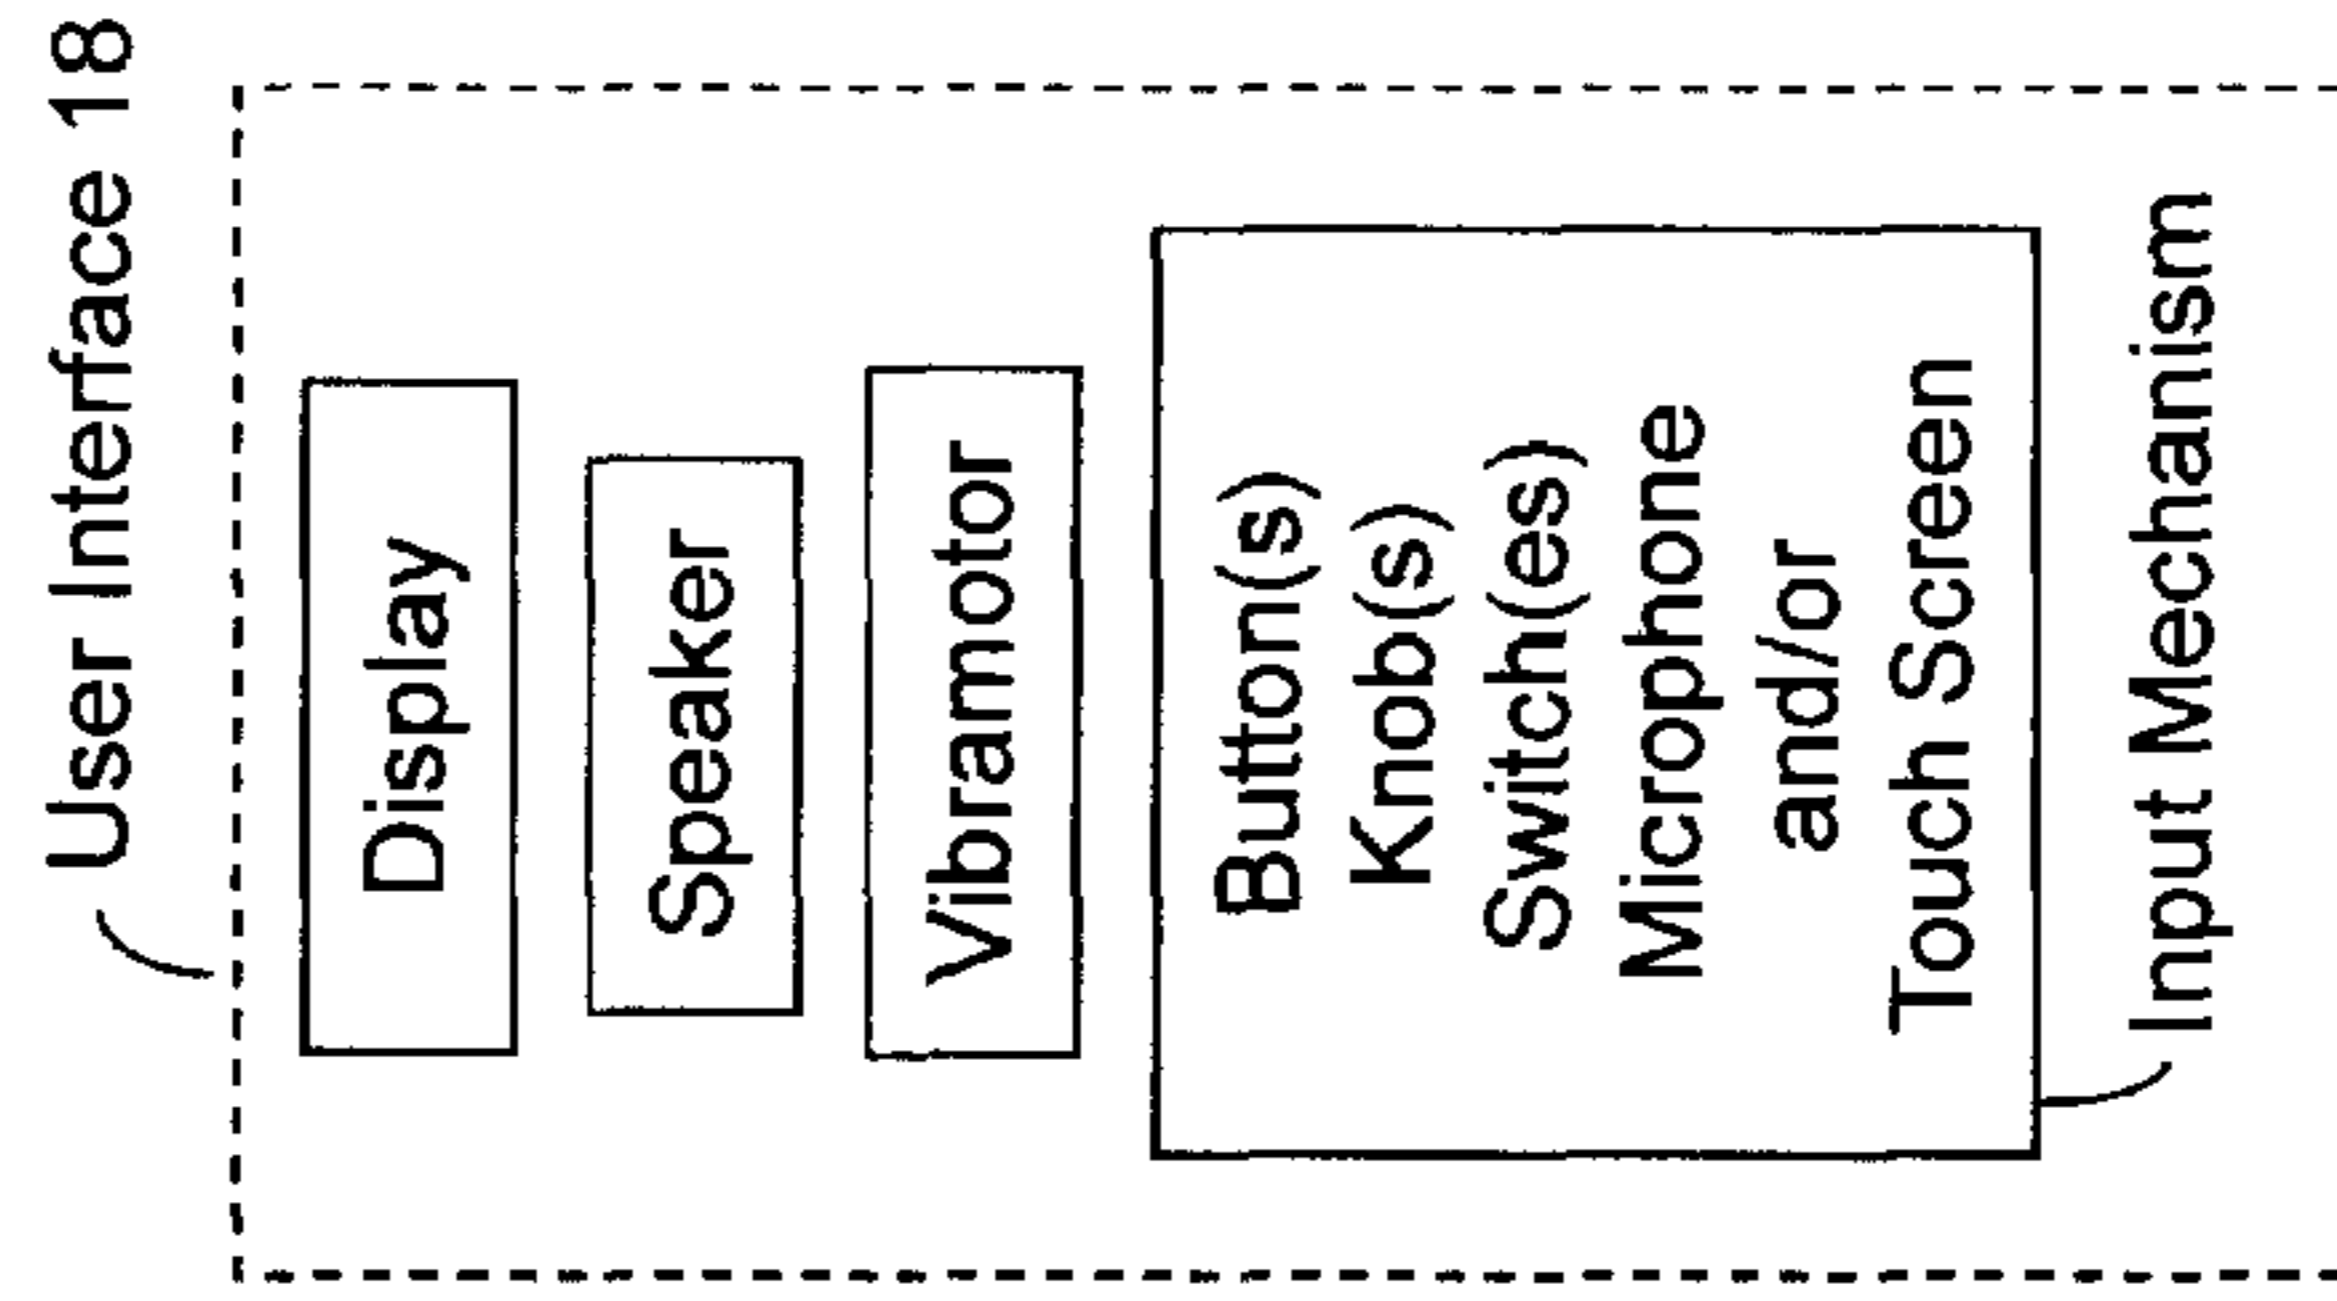 User Interface 18
Display
Speaker
Vibramotor
Button(s)
Knob(s)
Switch(es)
Microphone
and/or
Touch Screen
Input Mechanism